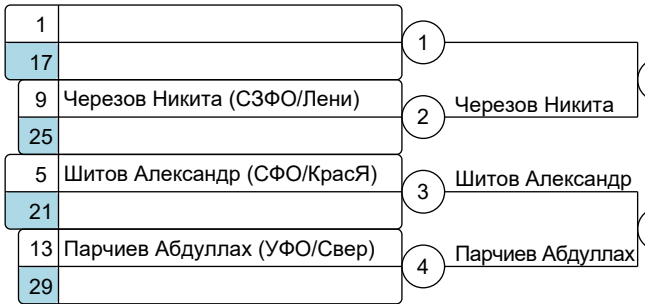 1
17
1
9 Черезов Никита (СЗФО/Лени)
25
2
Черезов Никита
5 Шитов Александр (СФО/КрасЯ)
21
3
Шитов Александр
13 Парчиев Абдуллах (УФО/Свер)
29
4
Парчиев Абдуллах